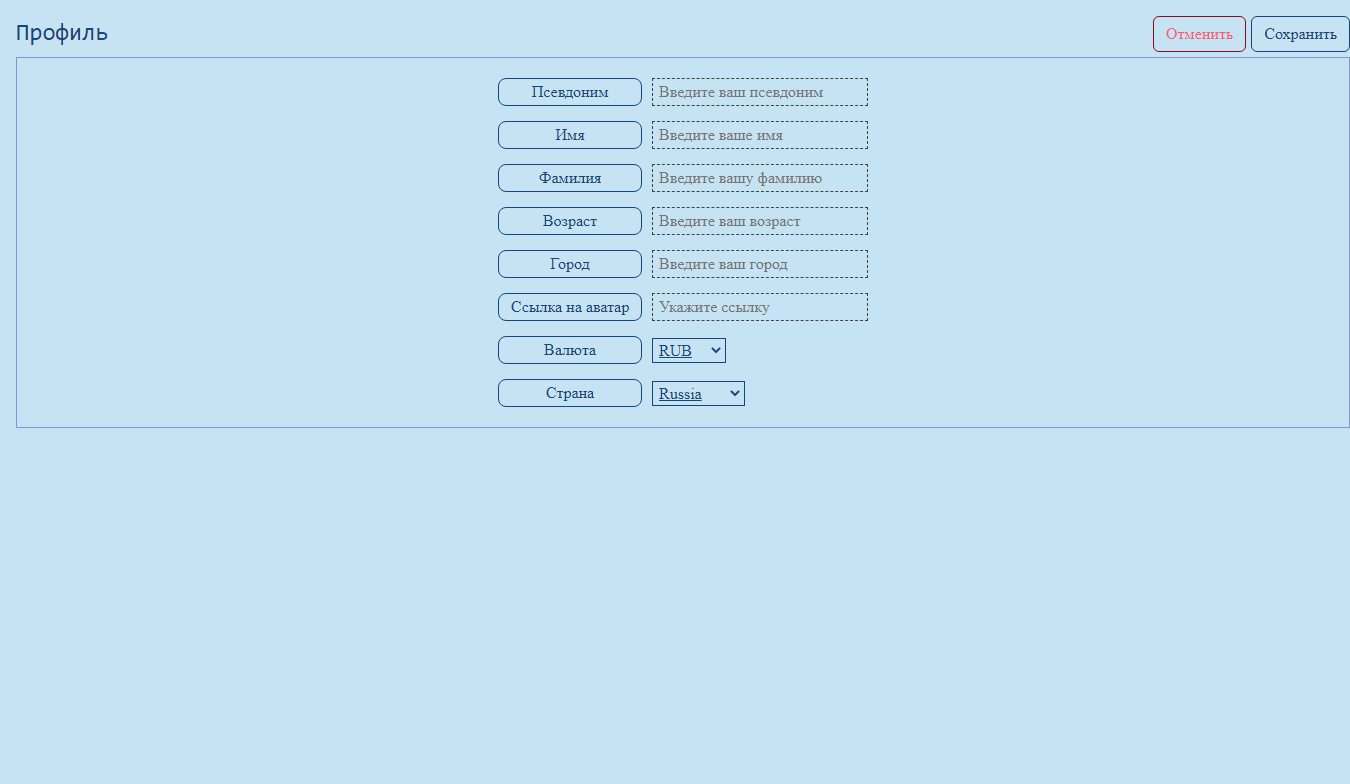 Профиль
Отменить Сохранить
Псевдоним Введите ваш псевдоним
Имя Введите ваше имя
Фамилия Введите вашу фамилию
Возраст Введите ваш возраст
Город Введите ваш город
Ссылка на аватар Укажите ссылку
Валюта RUB
Страна Russia